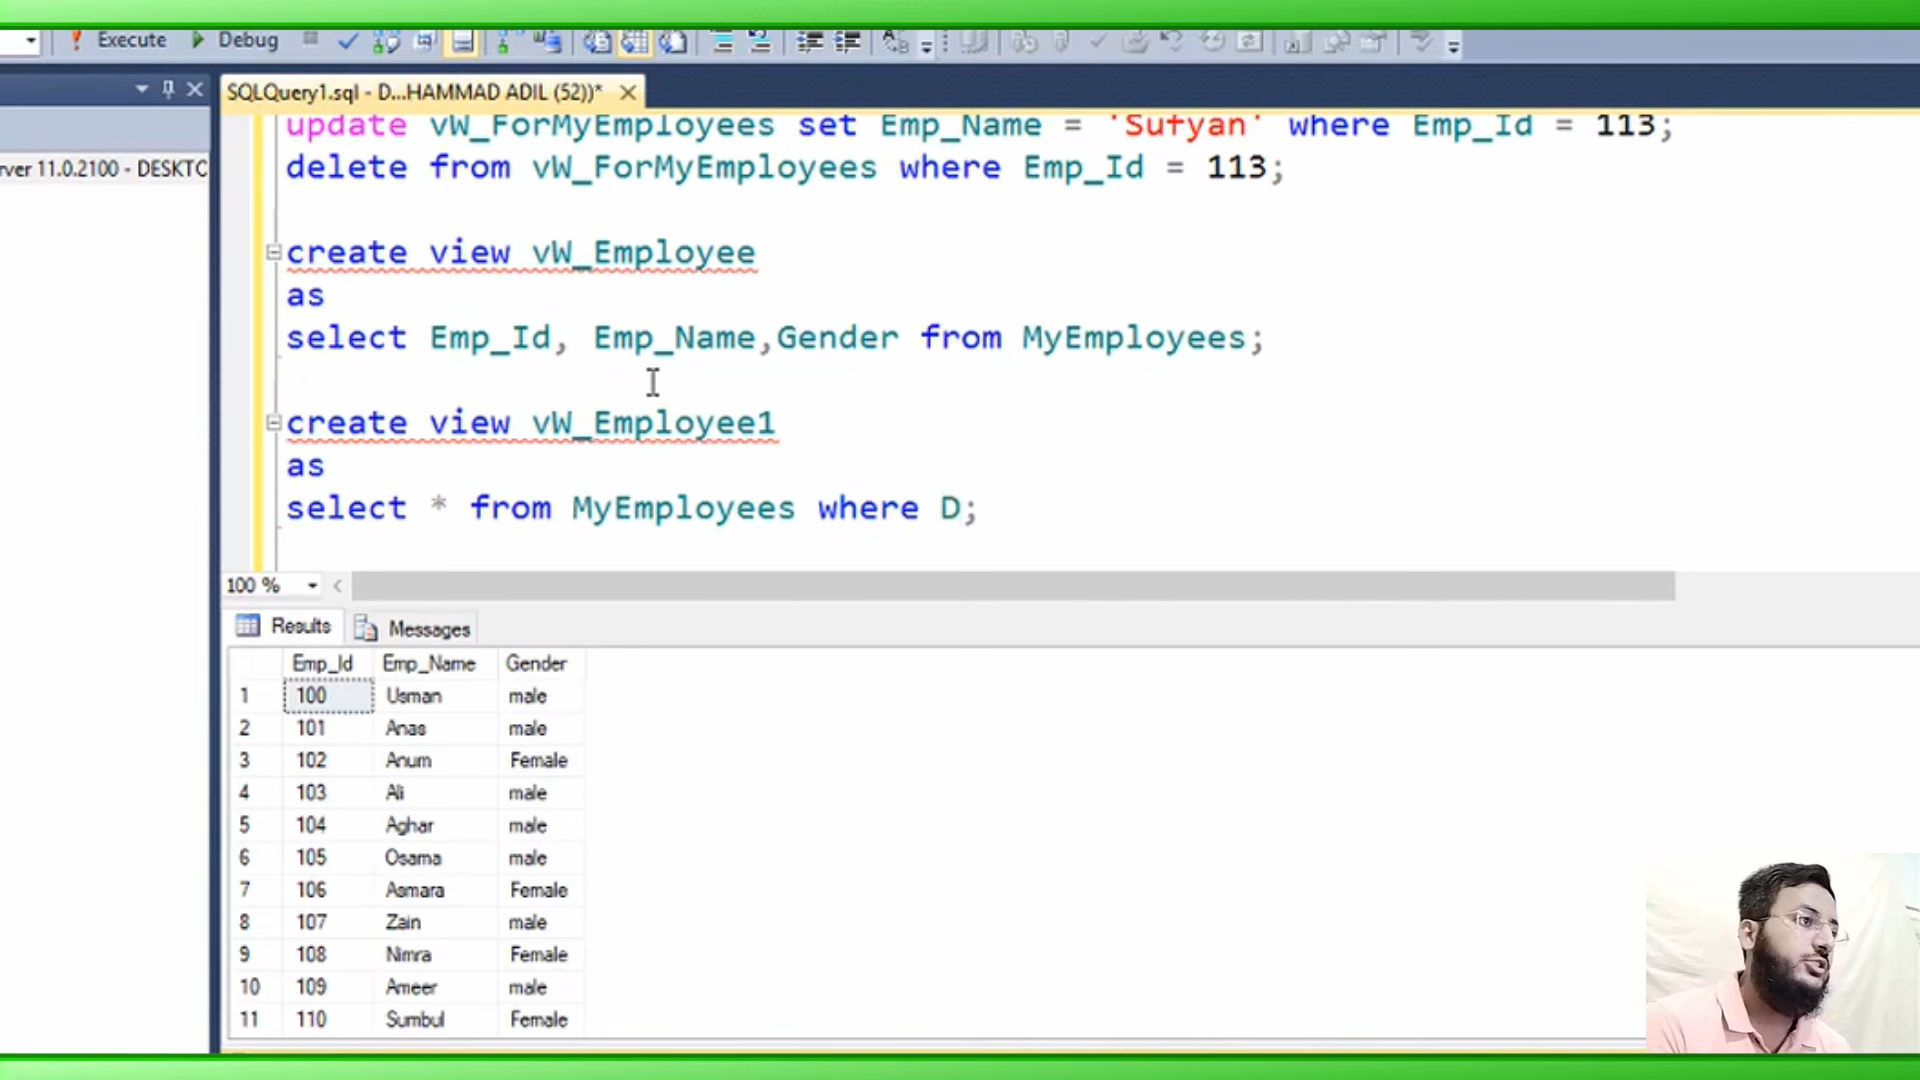 Execute Debug
SQLQuery1.sql - D...HAMMAD ADIL (52))*
update vW_ForMyEmployees set Emp_Name = 'Sufyan' where Emp_Id = 113;
rver 11.0.2100 - DESKTO
delete from vW_ForMyEmployees where Emp_Id = 113;
create view vW_Employee
as
select Emp_Id, Emp_Name,Gender from MyEmployees;
create view vW_Employee1
as
select * from MyEmployees where D;
100 %
Results Messages
Emp_Id Emp_Name Gender
1 100 Usman male
2 101 Anas male
3 102 Anum Female
4 103 Ali male
5 104 Aghar male
6 105 Osama male
7 106 Asmara Female
8 107 Zain male
9 108 Nimra Female
10 109 Ameer male
11 110 Sumbul Female